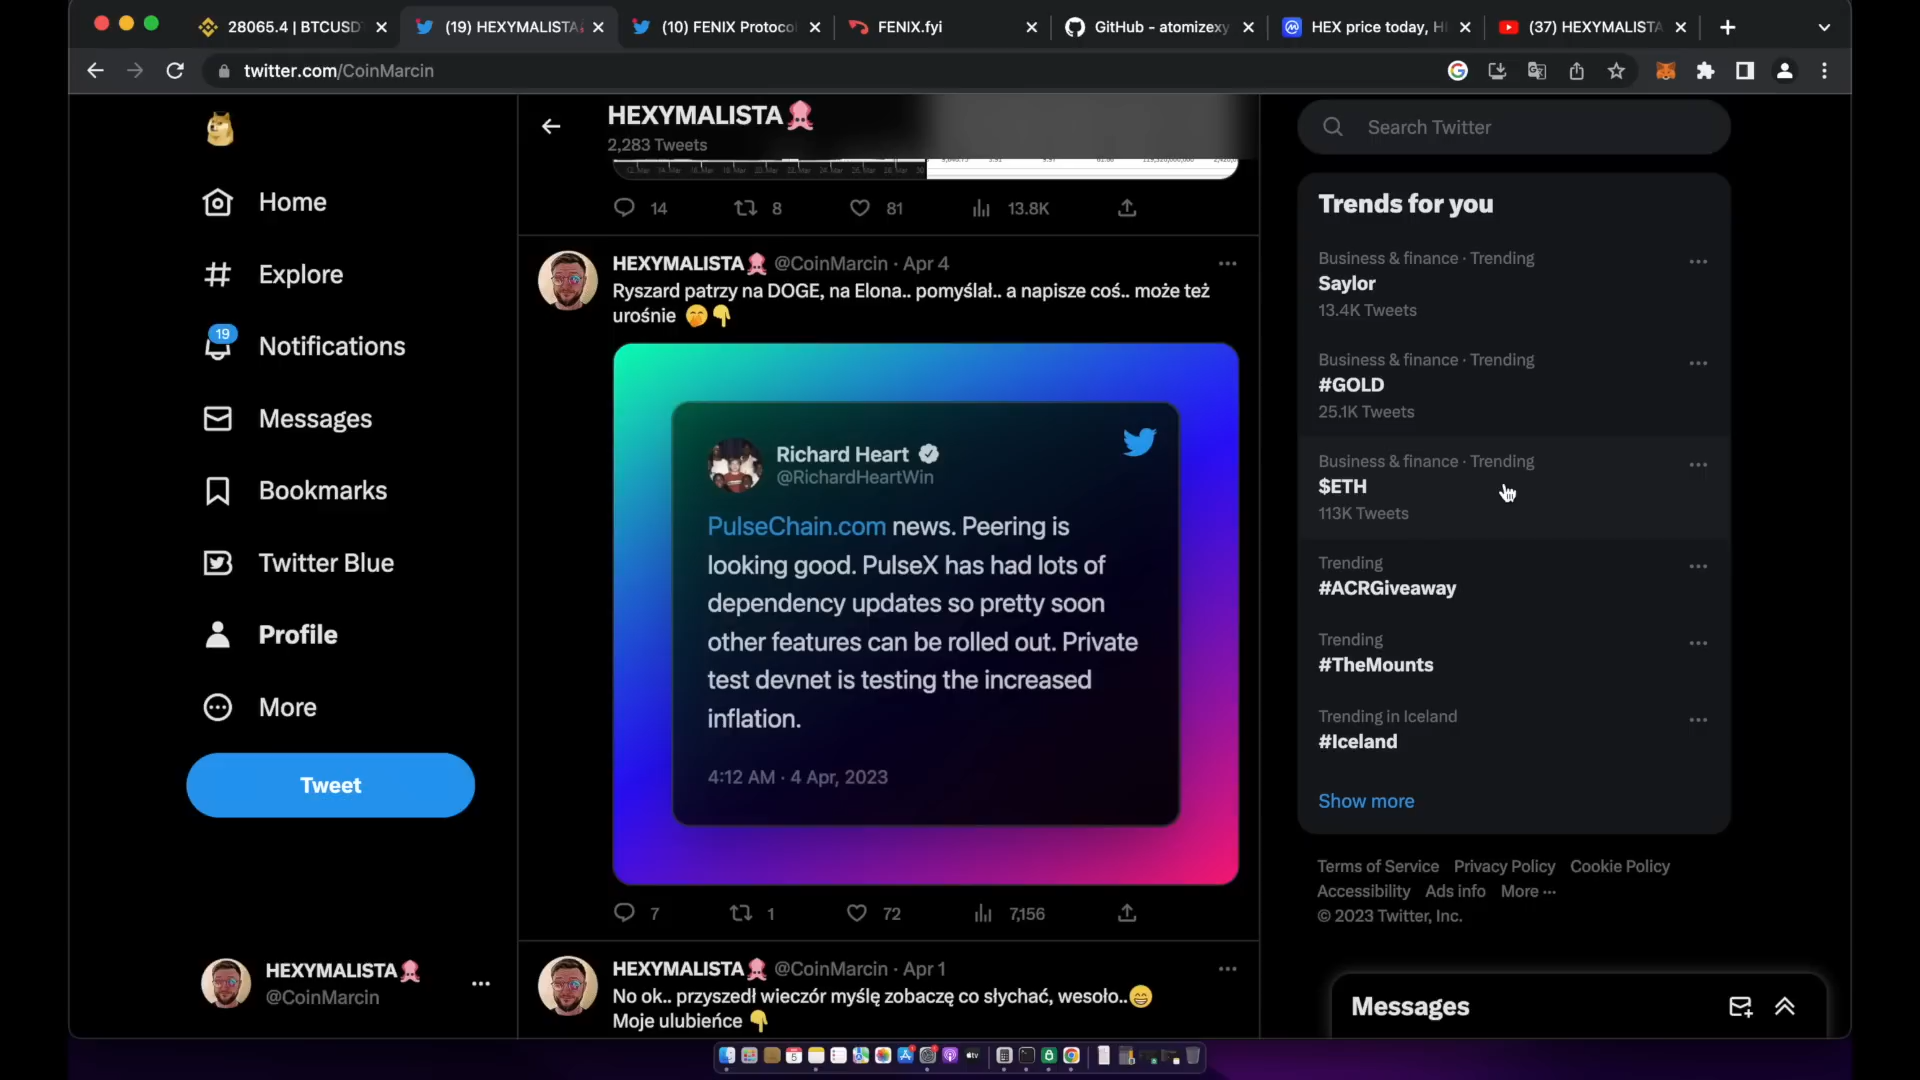 28065.4 | BTCUSD
(19) HEXYMALISTA
(10) FENIX Protoco
FENIX.fyi
GitHub - atomizexy
HEX price today, H
(37) HEXYMALISTA
twitter.com/CoinMarcin
HEXYMALISTA
2,283 Tweets
Search Twitter
Home
Explore
19
Notifications
Messages
Bookmarks
Twitter Blue
Profile
More
Tweet
HEXYMALISTA
@CoinMarcin
14 8 81 13.8K
HEXYMALISTA @CoinMarcin · Apr 4
Ryszard patrzy na DOGE, na Elona.. pomyślał.. a napisze coś.. może też
urośnie 🤭👇
Richard Heart
@RichardHeartWin
PulseChain.com news. Peering is
looking good. PulseX has had lots of
dependency updates so pretty soon
other features can be rolled out. Private
test devnet is testing the increased
inflation.
4:12 AM · 4 Apr, 2023
7 1 72 7,156
HEXYMALISTA @CoinMarcin · Apr 1
No ok.. przyszedł wieczór myślę zobaczę co słychać, wesoło..😁
Moje ulubieńce 👇
Trends for you
Business & finance · Trending
Saylor
13.4K Tweets
Business & finance · Trending
#GOLD
25.1K Tweets
Business & finance · Trending
$ETH
113K Tweets
Trending
#ACRGiveaway
Trending
#TheMounts
Trending in Iceland
#Iceland
Show more
Terms of Service Privacy Policy Cookie Policy
Accessibility Ads info More ···
© 2023 Twitter, Inc.
Messages